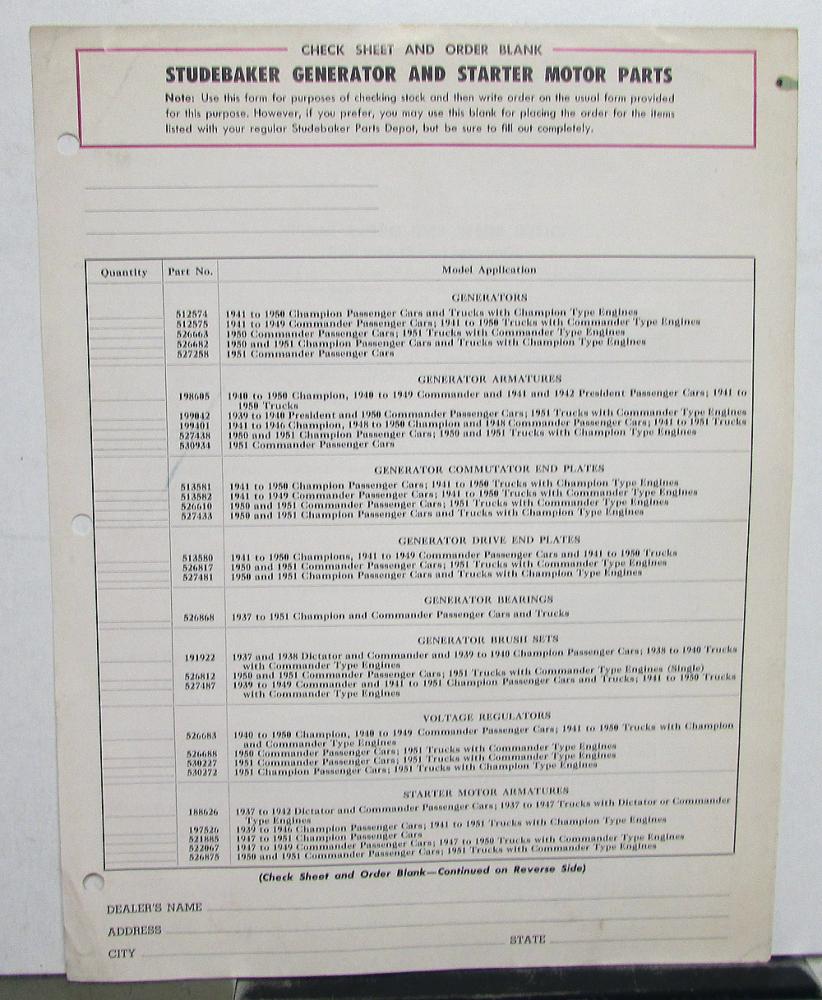 CHECK SHEET AND ORDER BLANK
STUDEBAKER GENERATOR AND STARTER MOTOR PARTS
Note: Use this form for purposes of checking stock and then write order on the usual form provided
for this purpose. However, if you prefer, you may use this blank for placing the order for the items
listed with your regular Studebaker Parts Depot, but be sure to fill out completely.
Quantity Part No. Model Application
GENERATORS
512574 1941 to 1950 Champion Passenger Cars and Trucks with Champion Type Engines
512575 1941 to 1949 Commander Passenger Cars; 1941 to 1950 Trucks with Commander Type Engines
526663 1950 Commander Passenger Cars; 1951 Trucks with Commander Type Engines
526682 1950 and 1951 Champion Passenger Cars and Trucks with Champion Type Engines
527258 1951 Commander Passenger Cars
GENERATOR ARMATURES
198605 1940 to 1950 Champion, 1940 to 1949 Commander and 1941 and 1942 President Passenger Cars; 1941 to
1950 Trucks
199042 1939 to 1940 President and 1950 Commander Passenger Cars; 1951 Trucks with Commander Type Engines
199401 1941 to 1946 Champion, 1948 to 1950 Champion and 1948 Commander Passenger Cars; 1941 to 1951 Trucks
527438 1950 and 1951 Champion Passenger Cars; 1950 and 1951 Trucks with Champion Type Engines
530934 1951 Commander Passenger Cars
GENERATOR COMMUTATOR END PLATES
513581 1941 to 1950 Champion Passenger Cars; 1941 to 1950 Trucks with Champion Type Engines
513582 1941 to 1949 Commander Passenger Cars; 1941 to 1950 Trucks with Commander Type Engines
526610 1950 and 1951 Commander Passenger Cars; 1951 Trucks with Commander Type Engines
527433 1950 and 1951 Champion Passenger Cars and Trucks with Champion Type Engines
GENERATOR DRIVE END PLATES
513580 1941 to 1950 Champions, 1941 to 1949 Commander Passenger Cars and 1941 to 1950 Trucks
526817 1950 and 1951 Commander Passenger Cars; 1951 Trucks with Commander Type Engines
527481 1950 and 1951 Champion Passenger Cars and Trucks with Champion Type Engines
GENERATOR BEARINGS
526868 1937 to 1951 Champion and Commander Passenger Cars and Trucks
GENERATOR BRUSH SETS
191922 1937 and 1938 Dictator and Commander and 1939 to 1940 Champion Passenger Cars; 1938 to 1940 Trucks
with Commander Type Engines
526812 1950 and 1951 Commander Passenger Cars; 1951 Trucks with Commander Type Engines (Single)
527487 1939 to 1949 Commander and 1941 to 1951 Champion Passenger Cars and Trucks; 1941 to 1950 Trucks
with Commander Type Engines
VOLTAGE REGULATORS
526683 1940 to 1950 Champion, 1940 to 1949 Commander Passenger Cars; 1941 to 1950 Trucks with Champion
and Commander Type Engines
526688 1950 Commander Passenger Cars; 1951 Trucks with Commander Type Engines
530227 1951 Commander Passenger Cars; 1951 Trucks with Commander Type Engines
530272 1951 Champion Passenger Cars; 1951 Trucks with Champion Type Engines
STARTER MOTOR ARMATURES
188626 1937 to 1942 Dictator and Commander Passenger Cars; 1937 to 1947 Trucks with Dictator or Commander
Type Engines
197526 1939 to 1946 Champion Passenger Cars; 1941 to 1951 Trucks with Champion Type Engines
521885 1947 to 1951 Champion Passenger Cars
522067 1947 to 1949 Commander Passenger Cars; 1947 to 1950 Trucks with Commander Type Engines
526875 1950 and 1951 Commander Passenger Cars; 1951 Trucks with Commander Type Engines
(Check Sheet and Order Blank—Continued on Reverse Side)
DEALER'S NAME
ADDRESS
CITY STATE